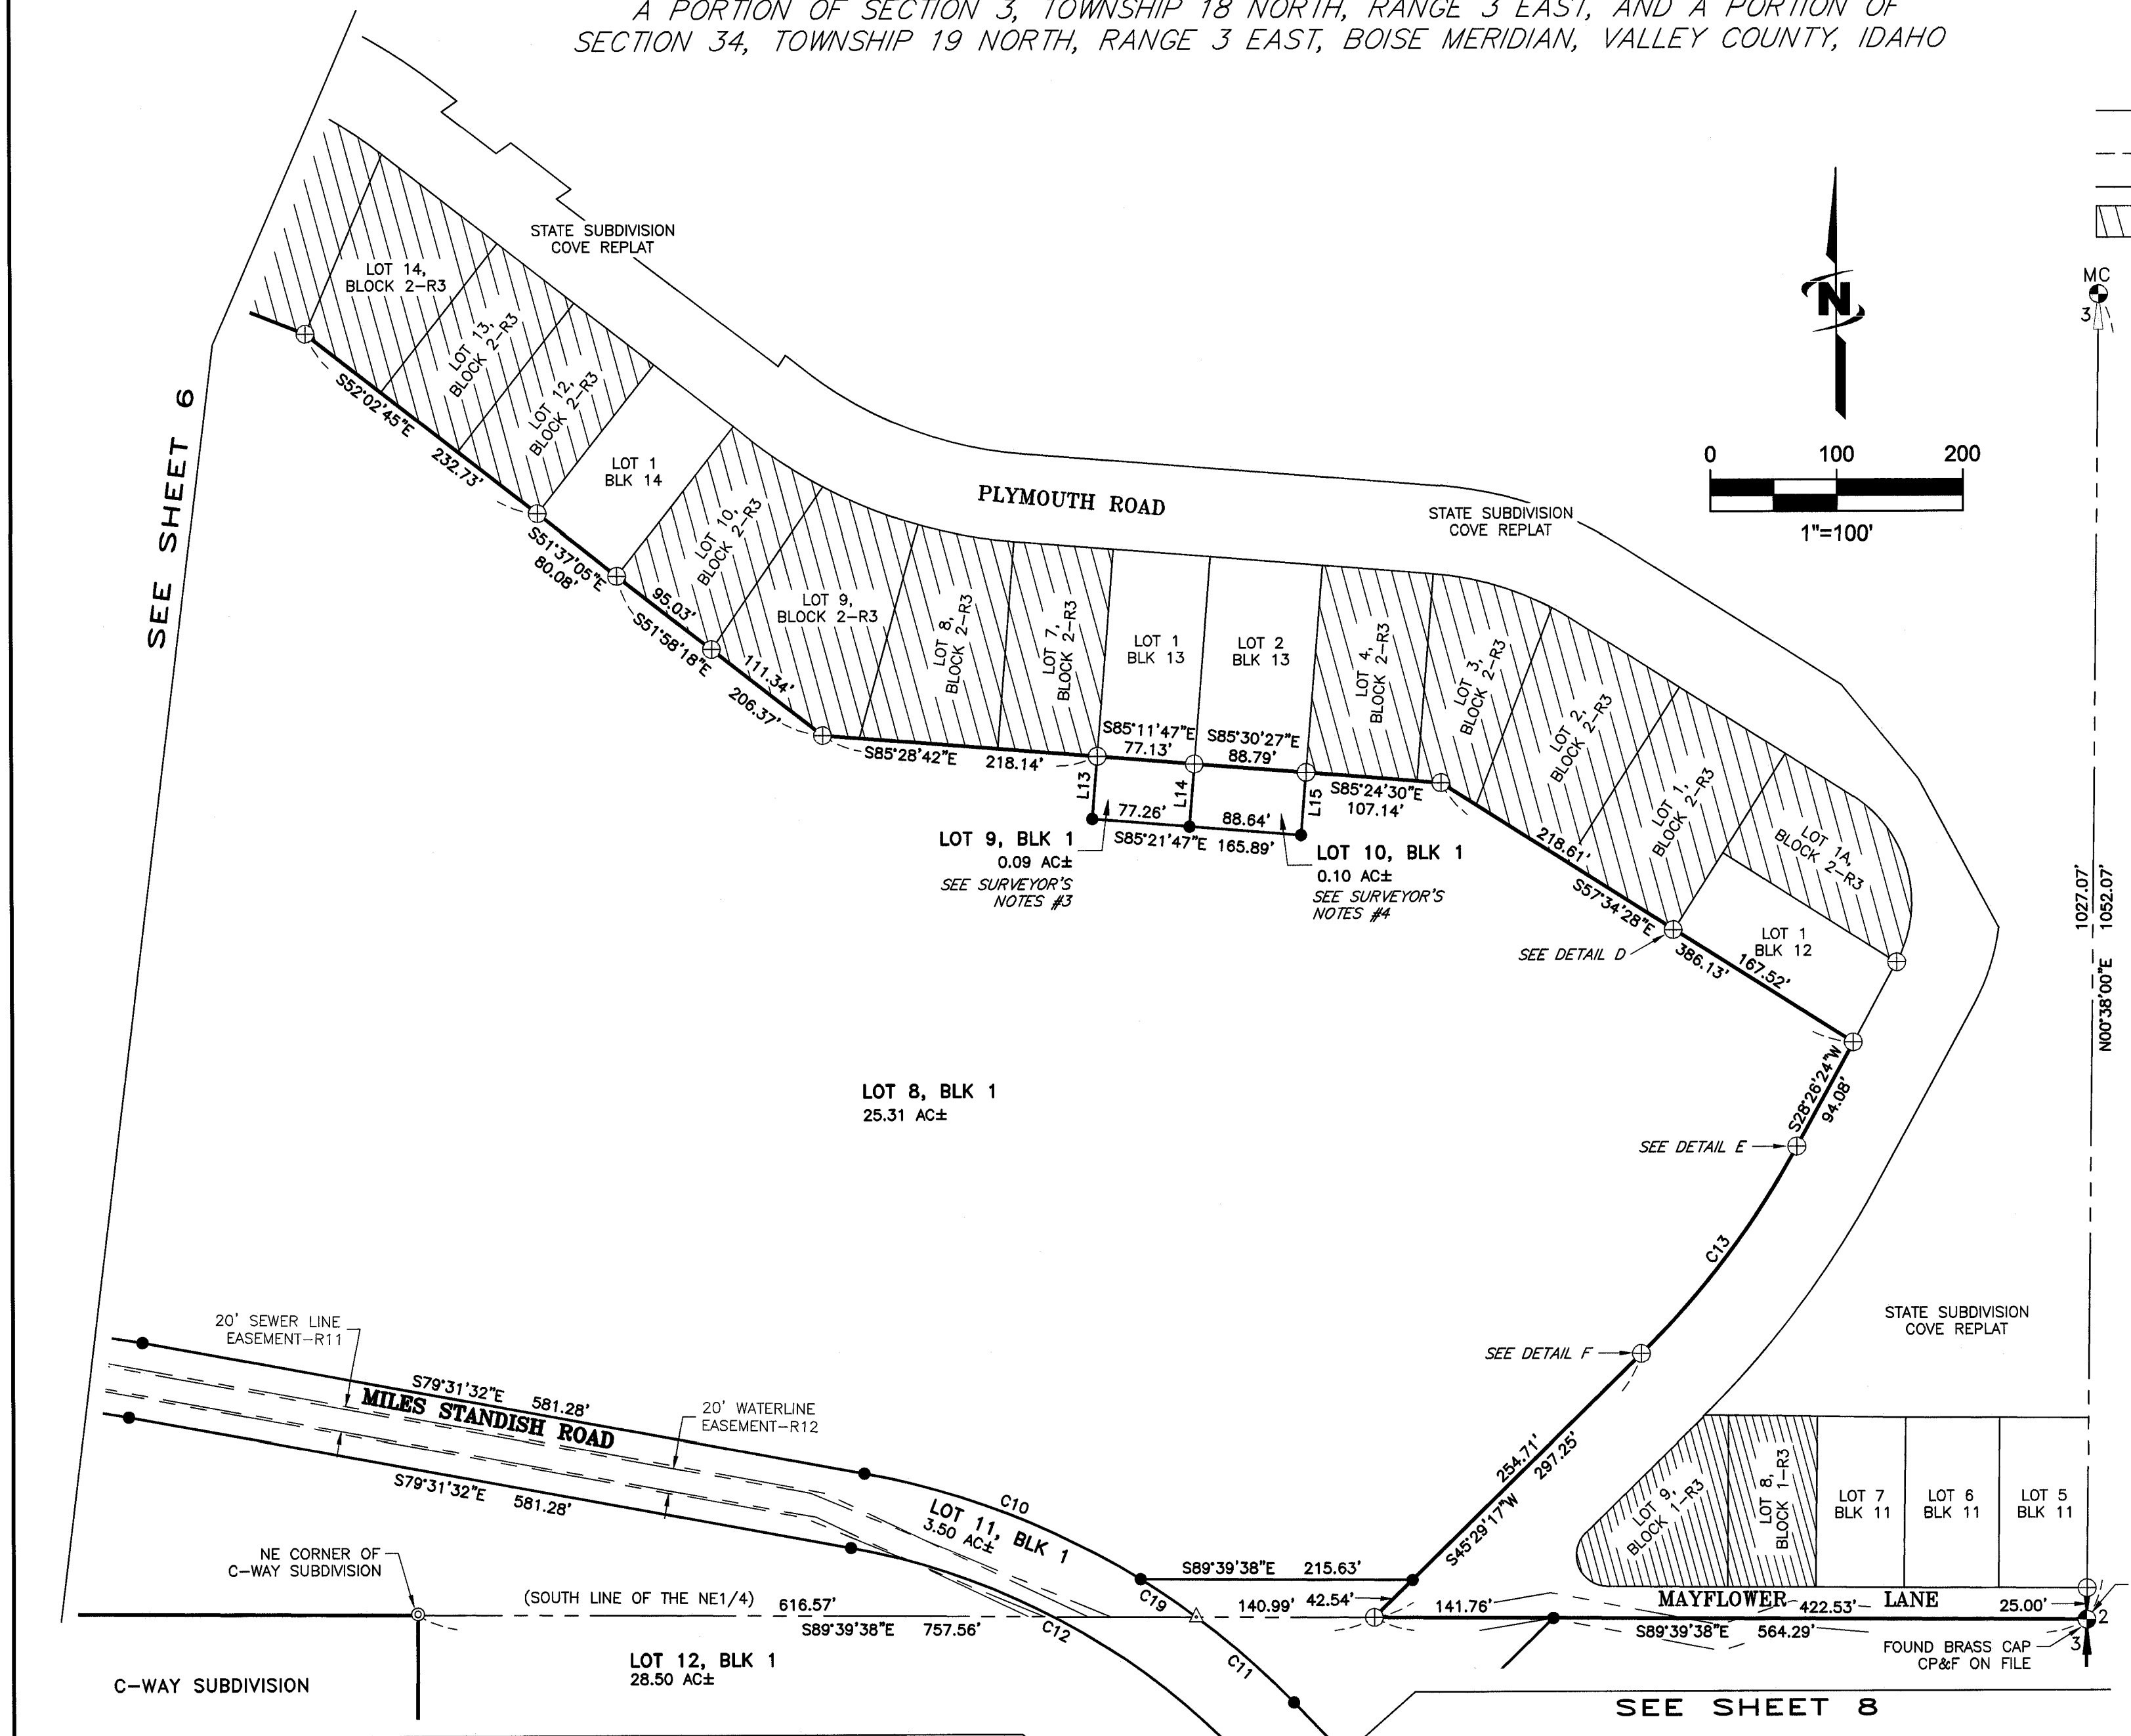 A PORTION OF SECTION 3, TOWNSHIP 18 NORTH, RANGE 3 EAST, AND A PORTION OF
SECTION 34, TOWNSHIP 19 NORTH, RANGE 3 EAST, BOISE MERIDIAN, VALLEY COUNTY, IDAHO
STATE SUBDIVISION
COVE REPLAT
LOT 14,
BLOCK 2-R3
LOT 13,
BLOCK 2-R3
LOT 12,
BLOCK 2-R3
S52°02'45"E
232.73'
SEE SHEET 6
LOT 1
BLK 14
S51°37'05"E
80.08'
LOT 10,
BLOCK 2-R3
95.03'
S51°58'18"E
111.34'
206.37'
LOT 9,
BLOCK 2-R3
LOT 8,
BLOCK 2-R3
LOT 7,
BLOCK 2-R3
PLYMOUTH ROAD
STATE SUBDIVISION
COVE REPLAT
N
0 100 200
1"=100'
MC
3
LOT 1
BLK 13
LOT 2
BLK 13
LOT 4,
BLOCK 2-R3
LOT 3,
BLOCK 2-R3
LOT 2,
BLOCK 2-R3
LOT 1,
BLOCK 2-R3
LOT 1A,
BLOCK 2-R3
S85°28'42"E 218.14'
S85°11'47"E
77.13'
S85°30'27"E
88.79'
S85°24'30"E
107.14'
L13
L14
L15
77.26'
88.64'
S85°21'47"E 165.89'
LOT 9, BLK 1
0.09 AC±
SEE SURVEYOR'S
NOTES #3
LOT 10, BLK 1
0.10 AC±
SEE SURVEYOR'S
NOTES #4
218.61'
S57°34'28"E
386.13'
167.52'
SEE DETAIL D
LOT 1
BLK 12
1027.07'
1052.07'
N00°38'00"E
S28°26'24"W
94.08'
SEE DETAIL E
LOT 8, BLK 1
25.31 AC±
C13
SEE DETAIL F
STATE SUBDIVISION
COVE REPLAT
20' SEWER LINE
EASEMENT-R11
S79°31'32"E 581.28'
MILES STANDISH ROAD
20' WATERLINE
EASEMENT-R12
S79°31'32"E 581.28'
C10
LOT 11, BLK 1
3.50 AC±
254.71'
297.25'
S45°29'17"W
LOT 9,
BLOCK 1-R3
LOT 8,
BLOCK 1-R3
LOT 7
BLK 11
LOT 6
BLK 11
LOT 5
BLK 11
NE CORNER OF
C-WAY SUBDIVISION
S89°39'38"E 215.63'
C19
(SOUTH LINE OF THE NE1/4) 616.57'
S89°39'38"E 757.56'
C12
140.99'
42.54'
141.76'
MAYFLOWER LANE
422.53'
25.00'
S89°39'38"E 564.29'
2
3
FOUND BRASS CAP
CP&F ON FILE
C11
LOT 12, BLK 1
28.50 AC±
C-WAY SUBDIVISION
SEE SHEET 8